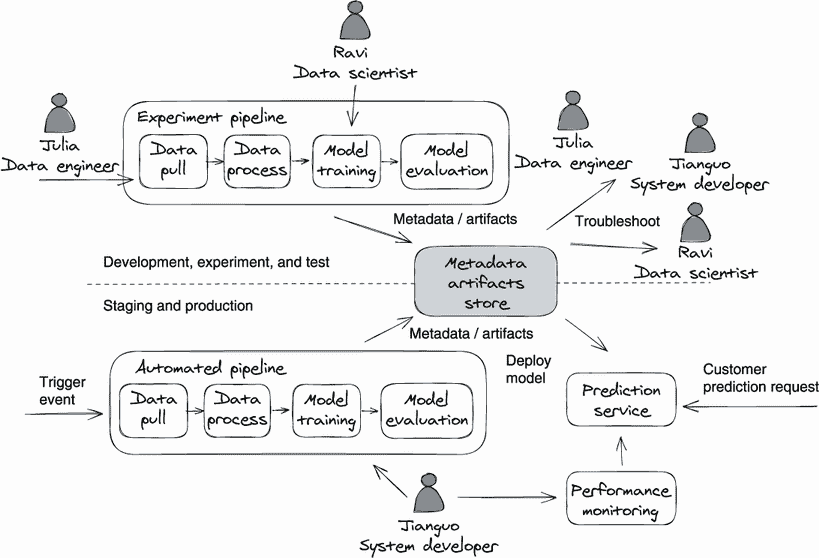 Ravi
Data scientist
Julia
Data engineer
Experiment pipeline
Data
pull
Data
process
Model
training
Model
evaluation
Julia
Data engineer
Jianguo
System developer
Troubleshoot
Ravi
Data scientist
Metadata / artifacts
Development, experiment, and test
Metadata
artifacts
store
Staging and production
Metadata / artifacts
Automated pipeline
Trigger
event
Data
pull
Data
process
Model
training
Model
evaluation
Deploy
model
Prediction
service
Customer
prediction request
Jianguo
System developer
Performance
monitoring